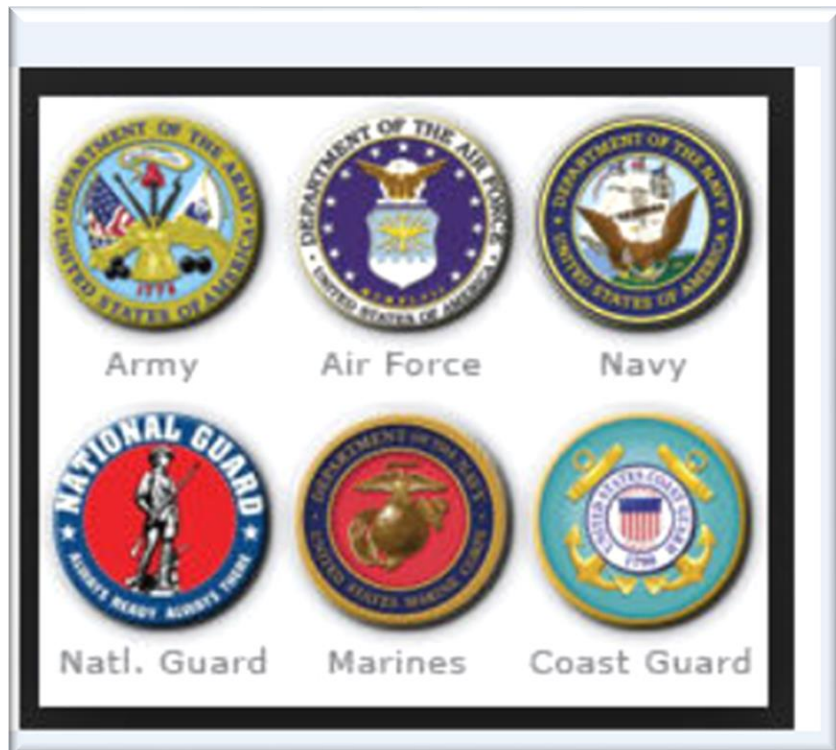 DEPARTMENT OF THE ARMY
UNITED STATES OF AMERICA
1775
DEPARTMENT OF THE AIR FORCE
UNITED STATES OF AMERICA
MCMXLVII
DEPARTMENT OF THE NAVY
UNITED STATES OF AMERICA
Army Air Force Navy
NATIONAL GUARD
ALWAYS READY ALWAYS THERE
DEPARTMENT OF THE NAVY
UNITED STATES MARINE CORPS
UNITED STATES COAST GUARD
1790
Natl. Guard Marines Coast Guard